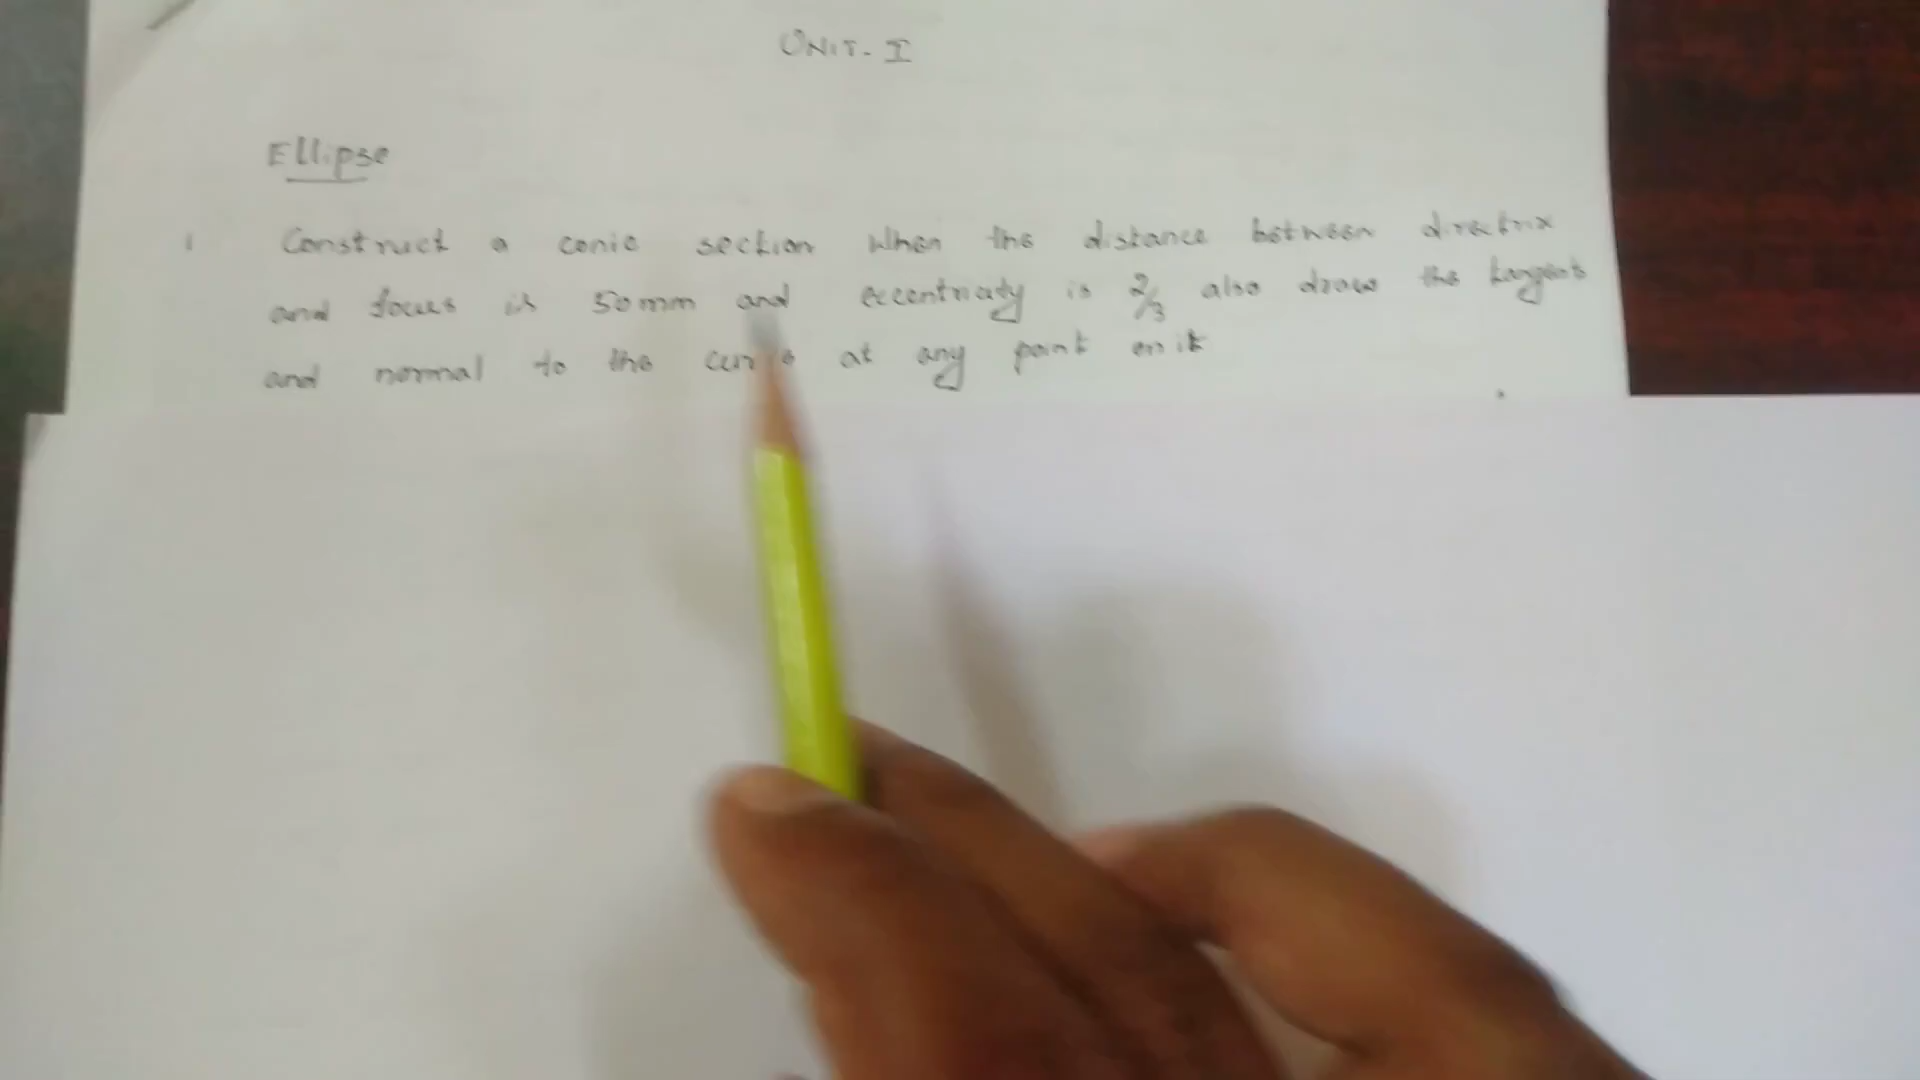 UNIT-I
Ellipse
1 Construct a conic section when the distance between directrix
and focus is 50mm and eccentricity is 2/3 also draw the tangent
and normal to the curve at any point on it